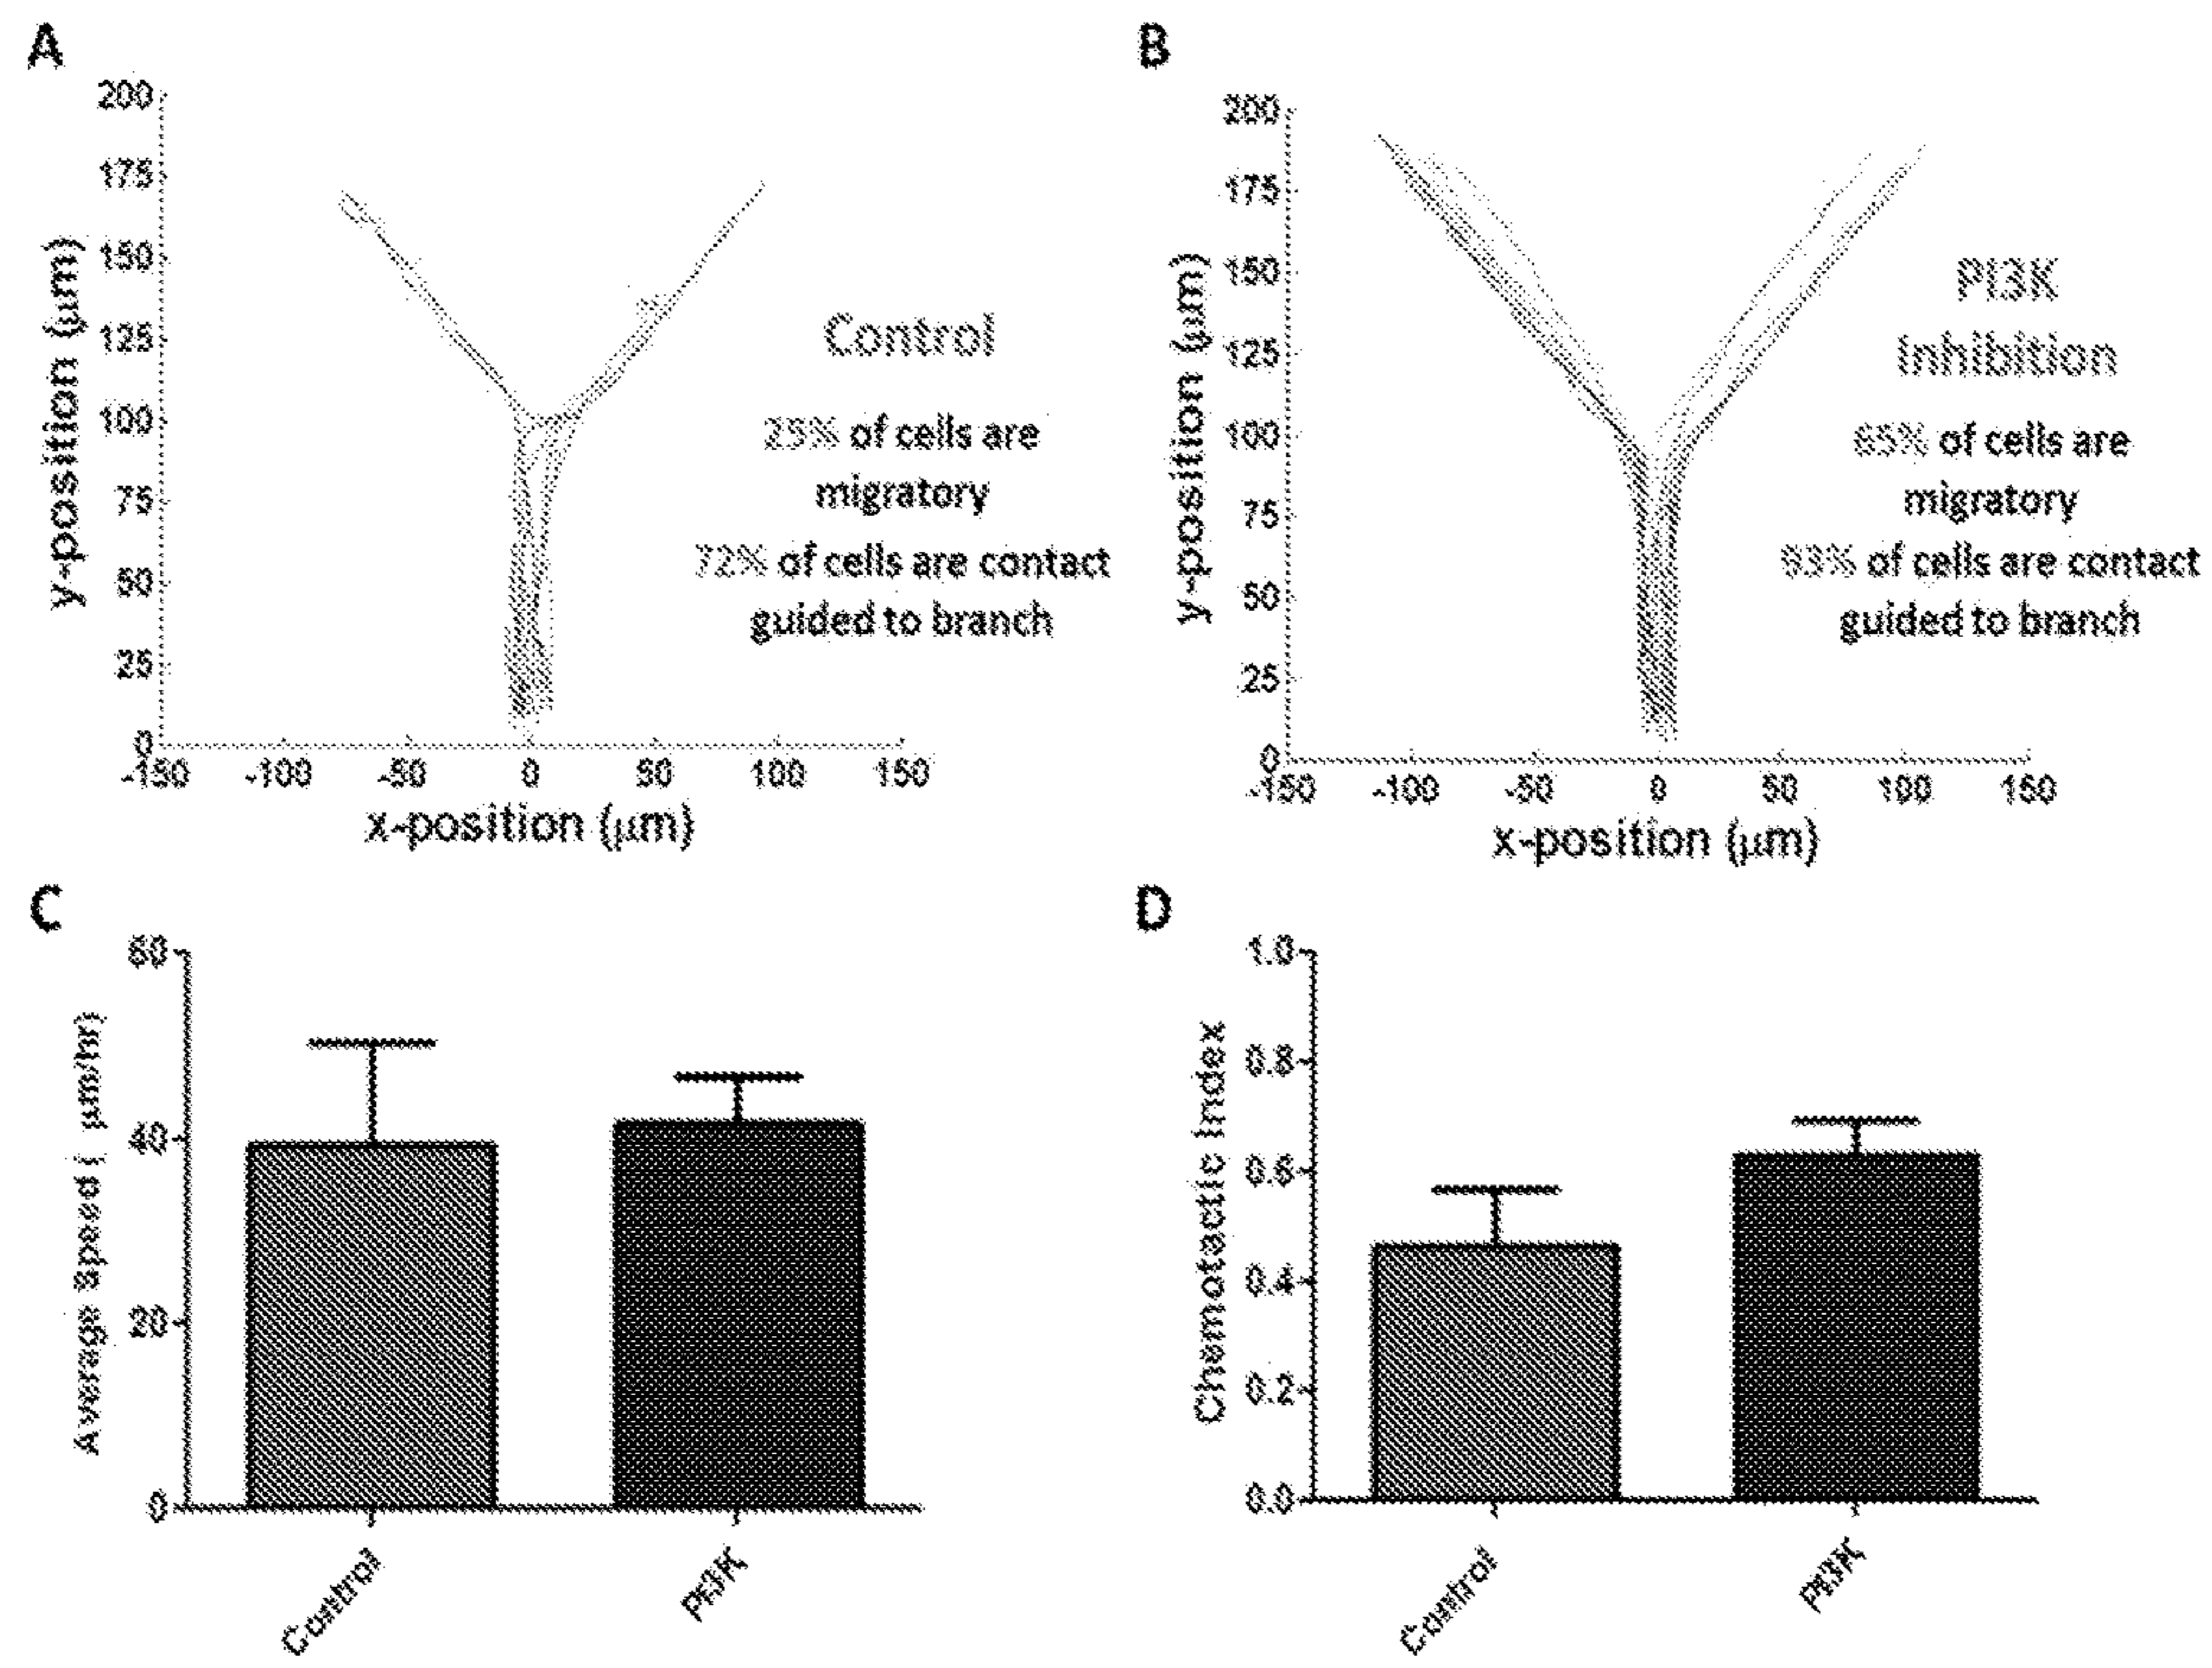 A
200
175
150
125
100
75
50
25
0
-150 -100 -50 0 50 100 150
x-position (μm)
y-position (μm)
Control
25% of cells are
migratory
72% of cells are contact
guided to branch
B
200
175
150
125
100
75
50
25
0
-150 -100 -50 0 50 100 150
x-position (μm)
y-position (μm)
PI3K
Inhibition
65% of cells are
migratory
93% of cells are contact
guided to branch
C
60
40
20
0
Average Speed ( μm/hr)
Control
PI3K
D
1.0
0.8
0.6
0.4
0.2
0.0
Chemotactic Index
Control
PI3K